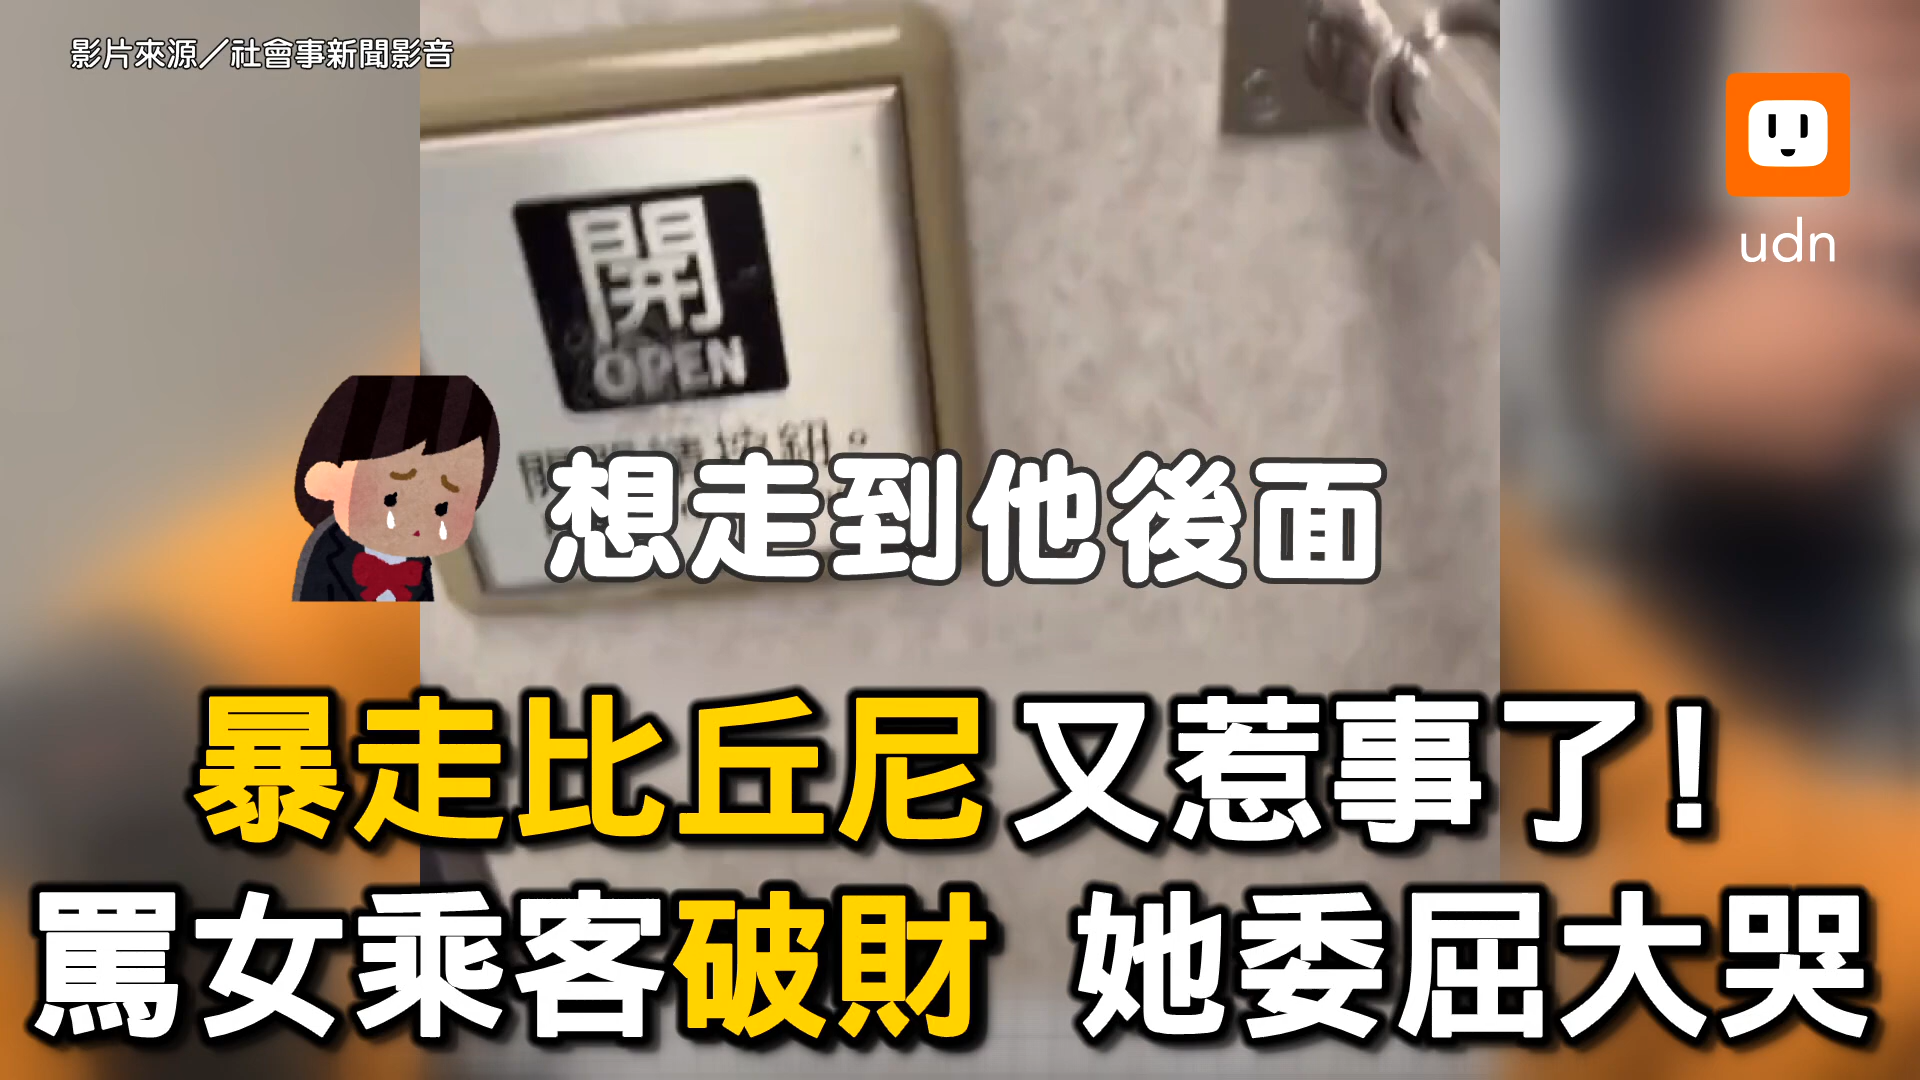 影片來源／社會事新聞影音
udn
開
OPEN
想走到他後面
暴走比丘尼又惹事了!
罵女乘客破財 她委屈大哭